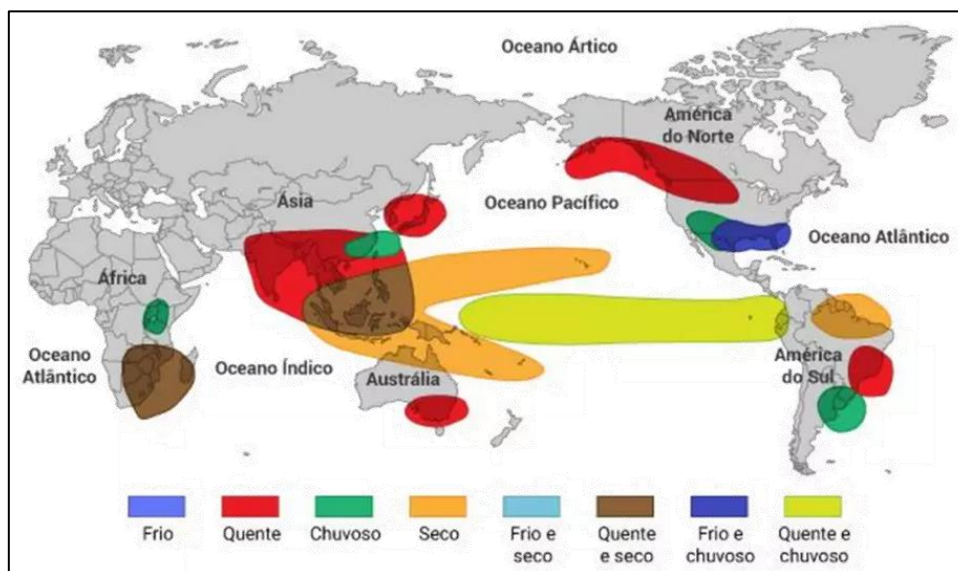 Oceano Ártico
América
do Norte
Ásia
Oceano Pacífico
Oceano Atlântico
África
Oceano
Atlântico
Oceano Índico
Austrália
América
do Sul
Frio
Quente
Chuvoso
Seco
Frio e
seco
Quente
e seco
Frio e
chuvoso
Quente e
chuvoso